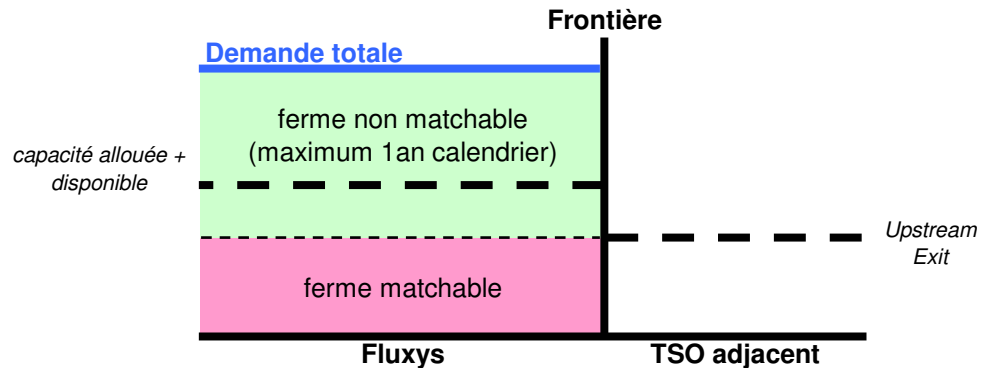 Frontière
Demande totale
ferme non matchable
(maximum 1an calendrier)
capacité allouée +
disponible
Upstream
Exit
ferme matchable
Fluxys
TSO adjacent